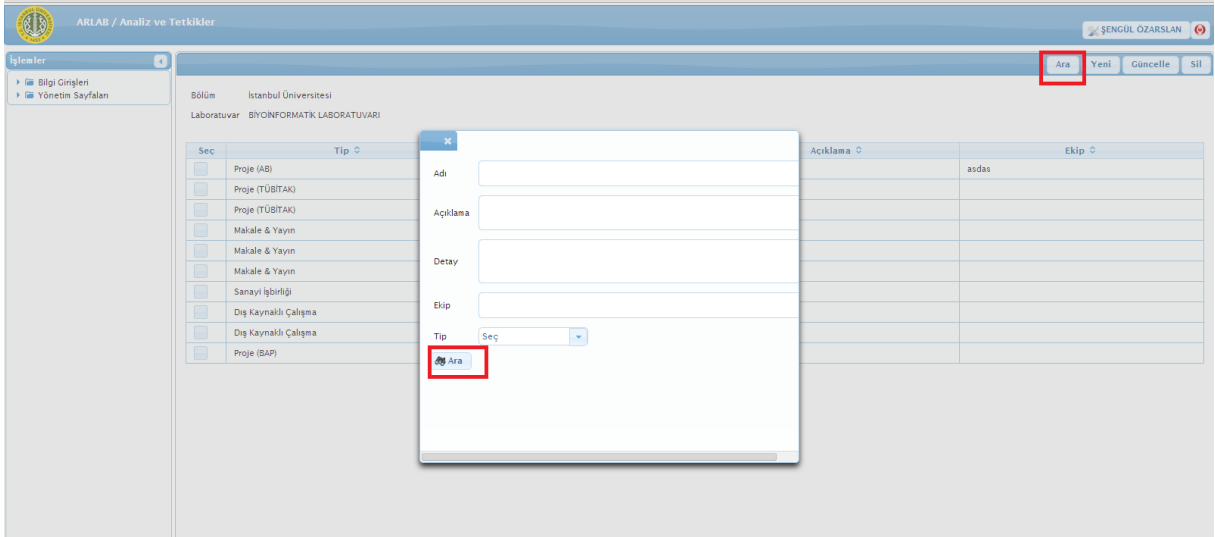 ARLAB / Analiz ve Tetkikler
ŞENGÜL ÖZARSLAN
İşlemler
Ara Yeni Güncelle Sil
Bilgi Girişleri
Yönetim Sayfaları
Bölüm İstanbul Üniversitesi
Laboratuvar BİYOİNFORMATİK LABORATUVARI
Seç Tip Açıklama Ekip
Proje (AB) asdas
Proje (TÜBİTAK)
Proje (TÜBİTAK)
Makale & Yayın
Makale & Yayın
Makale & Yayın
Sanayi İşbirliği
Dış Kaynaklı Çalışma
Dış Kaynaklı Çalışma
Proje (BAP)
Adı
Açıklama
Detay
Ekip
Tip Seç
Ara